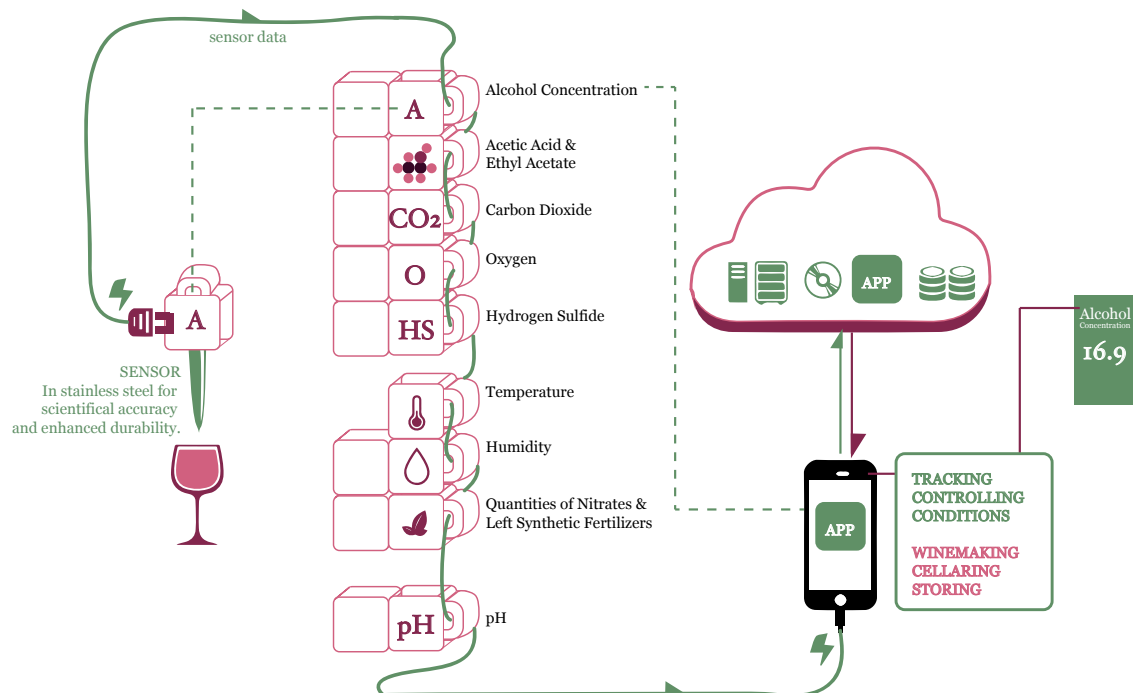 sensor data
A
Alcohol Concentration
Acetic Acid &
Ethyl Acetate
CO2
Carbon Dioxide
O
Oxygen
HS
Hydrogen Sulfide
A
SENSOR
In stainless steel for
scientifical accuracy
and enhanced durability.
Temperature
Humidity
Quantities of Nitrates &
Left Synthetic Fertilizers
pH
pH
APP
Alcohol
Concentration
16.9
APP
TRACKING
CONTROLLING
CONDITIONS
WINEMAKING
CELLARING
STORING